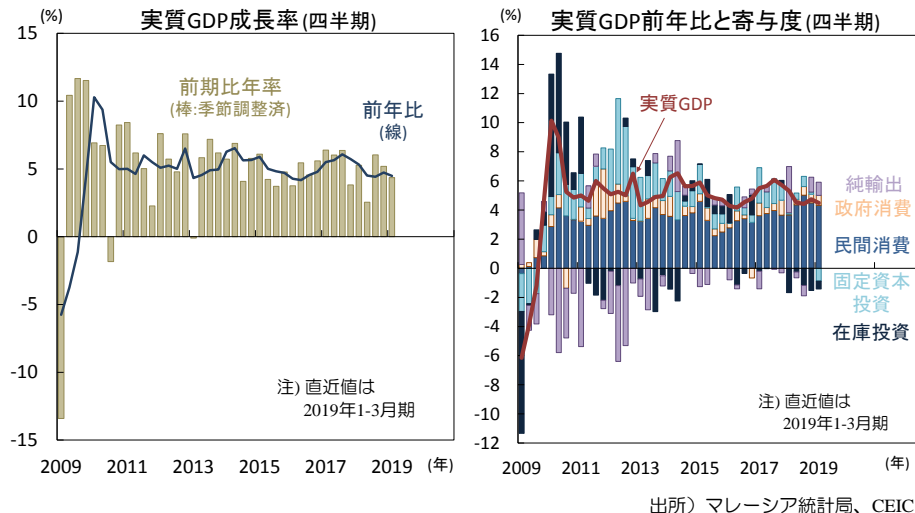 実質GDP成長率(四半期)
(%)
15
10
5
0
-5
-10
-15
前期比年率
(棒:季節調整済)
前年比
(線)
注) 直近値は
2019年1-3月期
2009
2011
2013
2015
2017
2019
(年)
実質GDP前年比と寄与度(四半期)
(%)
16
14
12
10
8
6
4
2
0
-2
-4
-6
-8
-10
-12
実質GDP
純輸出
政府消費
民間消費
固定資本
投資
在庫投資
注) 直近値は
2019年1-3月期
2009
2011
2013
2015
2017
2019
(年)
出所）マレーシア統計局、CEIC